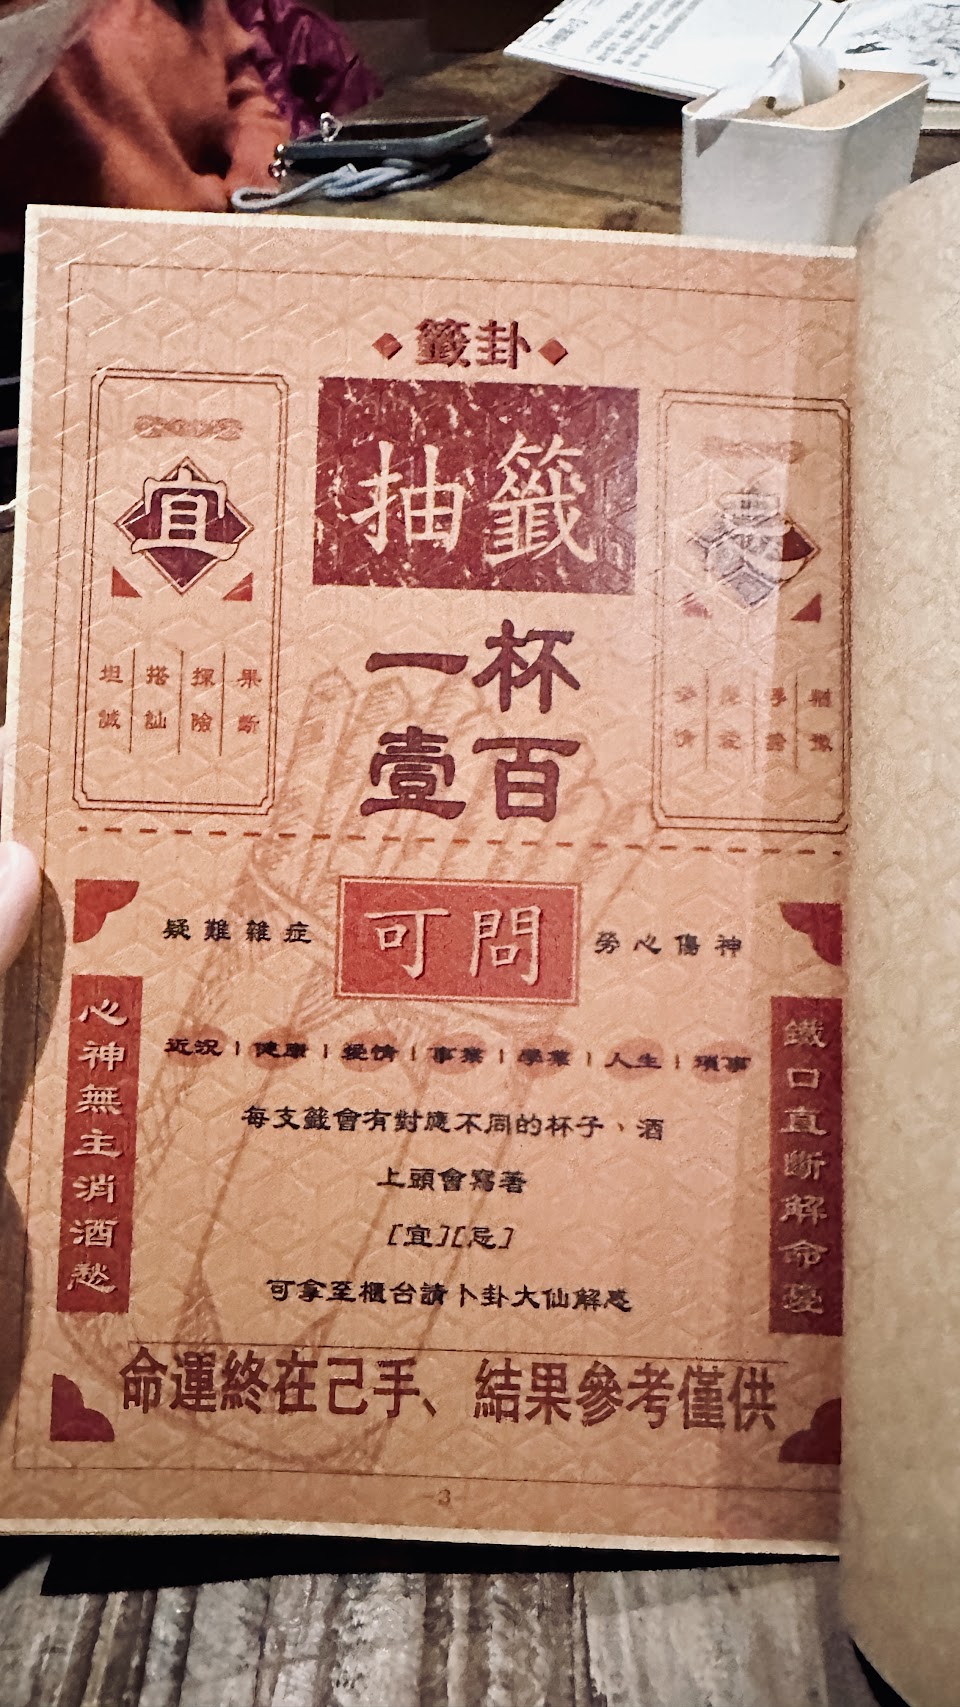 籤卦
抽籤
宜
忌
果斷
探險
搭訕
坦誠
猶豫
一杯
壹百
疑難雜症
可問
勞心傷神
近況|健康|愛情|事業|學業|人生|瑣事
每支籤會有對應不同的杯子、酒
上頭會寫著
[宜][忌]
可拿至櫃台請卜卦大仙解惑
心神無主消酒愁
鐵口直斷解命憂
命運終在己手、結果參考僅供
3